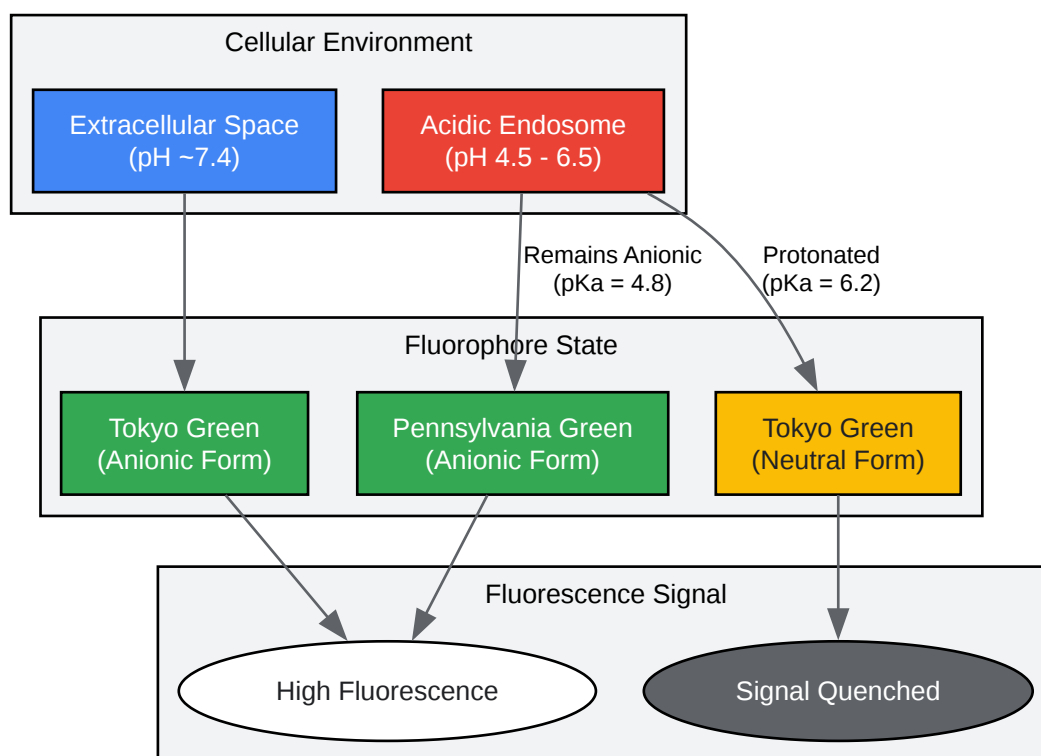 Cellular Environment
Extracellular Space
(pH ~7.4)
Acidic Endosome
(pH 4.5 - 6.5)
Remains Anionic
(pKa = 4.8)
Protonated
(pKa = 6.2)
Fluorophore State
Tokyo Green
(Anionic Form)
Pennsylvania Green
(Anionic Form)
Tokyo Green
(Neutral Form)
Fluorescence Signal
High Fluorescence
Signal Quenched